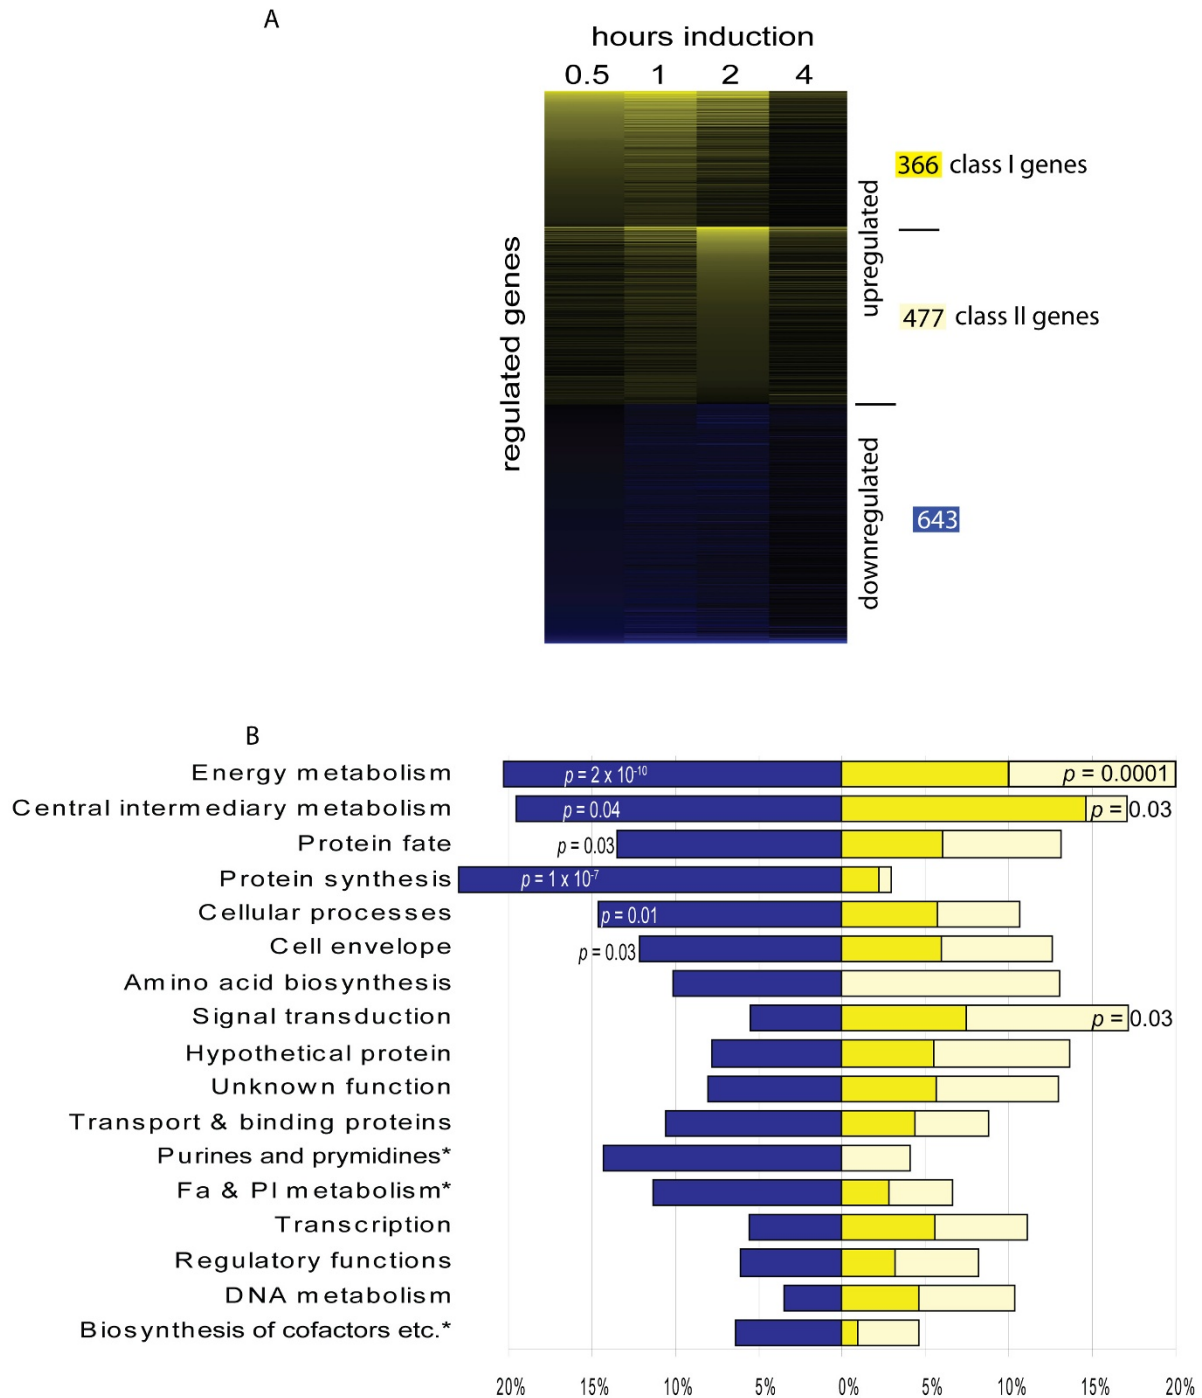 A
hours induction
0.5 1 2 4
regulated genes
upregulated
downregulated
366 class I genes
477 class II genes
643
B
Energy metabolism p = 2 x 10⁻¹⁰ p = 0.0001
Central intermediary metabolism p = 0.04 p = 0.03
Protein fate p = 0.03
Protein synthesis p = 1 x 10⁻⁷
Cellular processes p = 0.01
Cell envelope p = 0.03
Amino acid biosynthesis
Signal transduction p = 0.03
Hypothetical protein
Unknown function
Transport & binding proteins
Purines and prymidines*
Fa & Pl metabolism*
Transcription
Regulatory functions
DNA metabolism
Biosynthesis of cofactors etc.*
20% 15% 10% 5% 0% 5% 10% 15% 20%